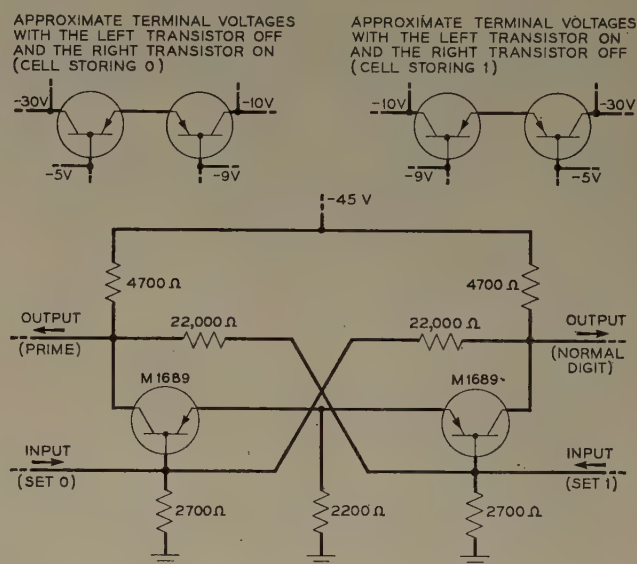 APPROXIMATE TERMINAL VOLTAGES
WITH THE LEFT TRANSISTOR OFF
AND THE RIGHT TRANSISTOR ON
(CELL STORING 0)
APPROXIMATE TERMINAL VOLTAGES
WITH THE LEFT TRANSISTOR ON
AND THE RIGHT TRANSISTOR OFF
(CELL STORING 1)
-30V
-10V
-5V
-9V
-10V
-30V
-9V
-5V
-45 V
4700 Ω
4700 Ω
OUTPUT
(PRIME)
22,000 Ω
22,000 Ω
OUTPUT
(NORMAL
DIGIT)
M1689
M1689
INPUT
(SET 0)
INPUT
(SET 1)
2700 Ω
2200 Ω
2700 Ω